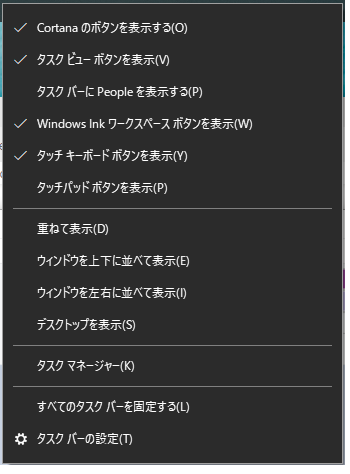 Cortana のボタンを表示する(O)
タスク ビュー ボタンを表示(V)
タスク バーに People を表示する(P)
Windows Ink ワークスペース ボタンを表示(W)
タッチ キーボード ボタンを表示(Y)
タッチパッド ボタンを表示(P)
重ねて表示(D)
ウィンドウを上下に並べて表示(E)
ウィンドウを左右に並べて表示(I)
デスクトップを表示(S)
タスク マネージャー(K)
すべてのタスク バーを固定する(L)
タスク バーの設定(T)